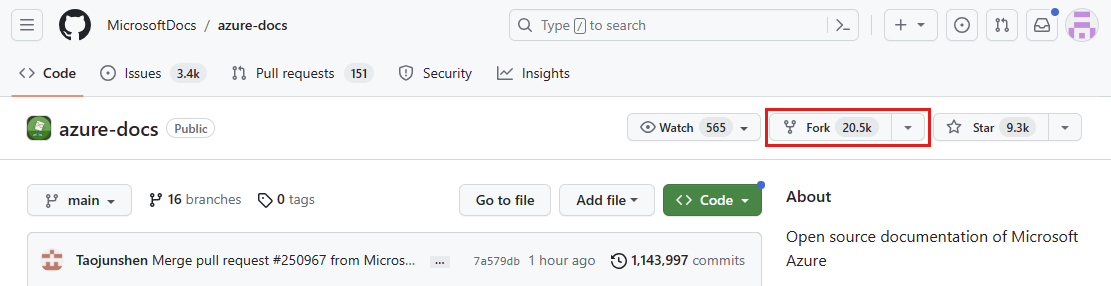 MicrosoftDocs / azure-docs
Type / to search
Code Issues 3.4k Pull requests 151 Security Insights
azure-docs Public
Watch 565 Fork 20.5k Star 9.3k
main 16 branches 0 tags Go to file Add file Code
About
Open source documentation of Microsoft
Azure
Taojunshen Merge pull request #250967 from Micros... ... 7a579db 1 hour ago 1,143,997 commits